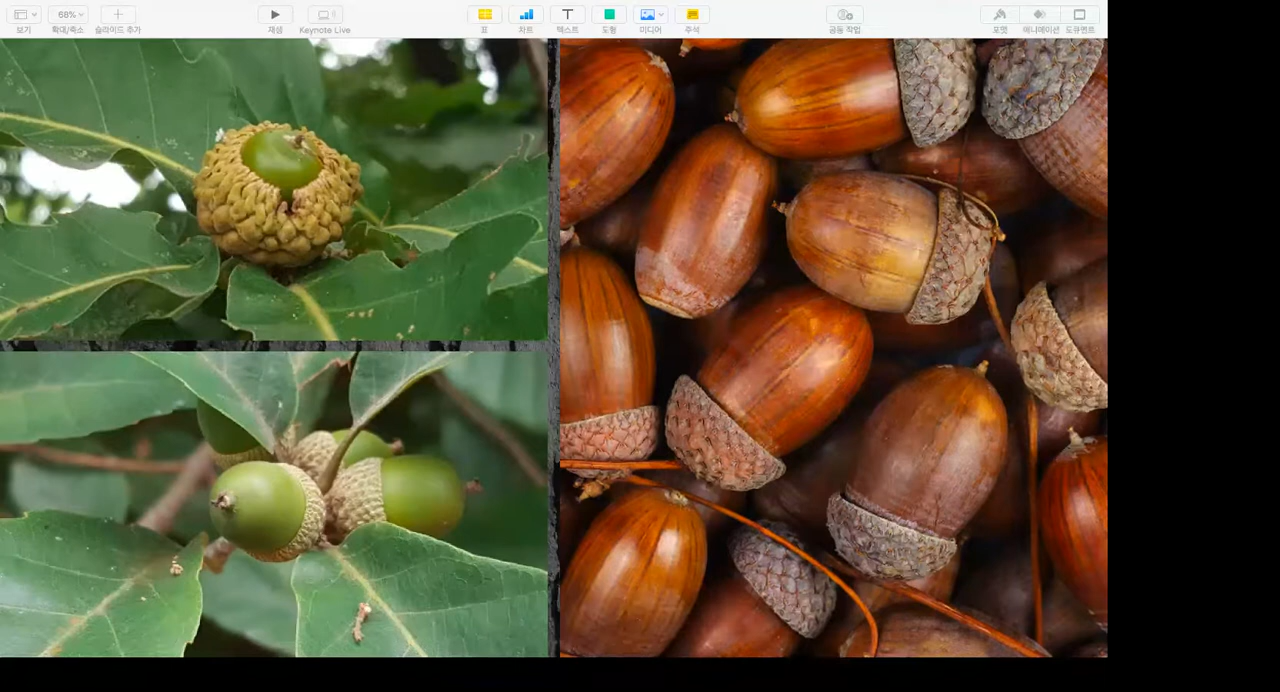 68%
보기
확대/축소
슬라이드 추가
재생
Keynote Live
표
차트
T
텍스트
도형
미디어
주석
공동 작업
포맷
애니메이션
도큐멘트